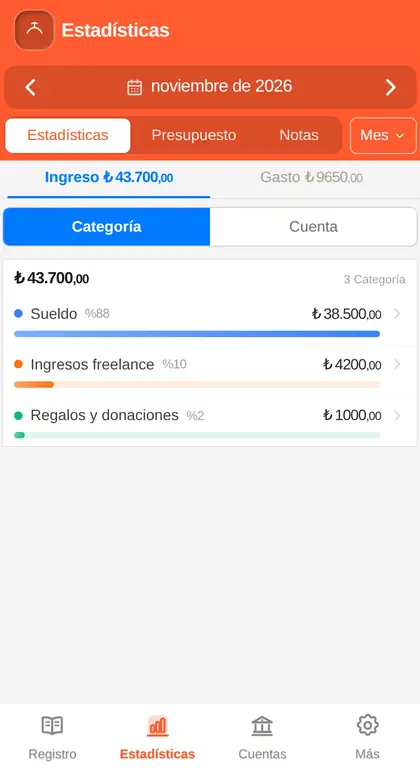 Estadísticas
noviembre de 2026
Estadísticas Presupuesto Notas Mes
Ingreso ₺43.700,00 Gasto ₺9650,00
Categoría Cuenta
₺43.700,00 3 Categoría
Sueldo %88 ₺38.500,00
Ingresos freelance %10 ₺4200,00
Regalos y donaciones %2 ₺1000,00
Registro Estadísticas Cuentas Más